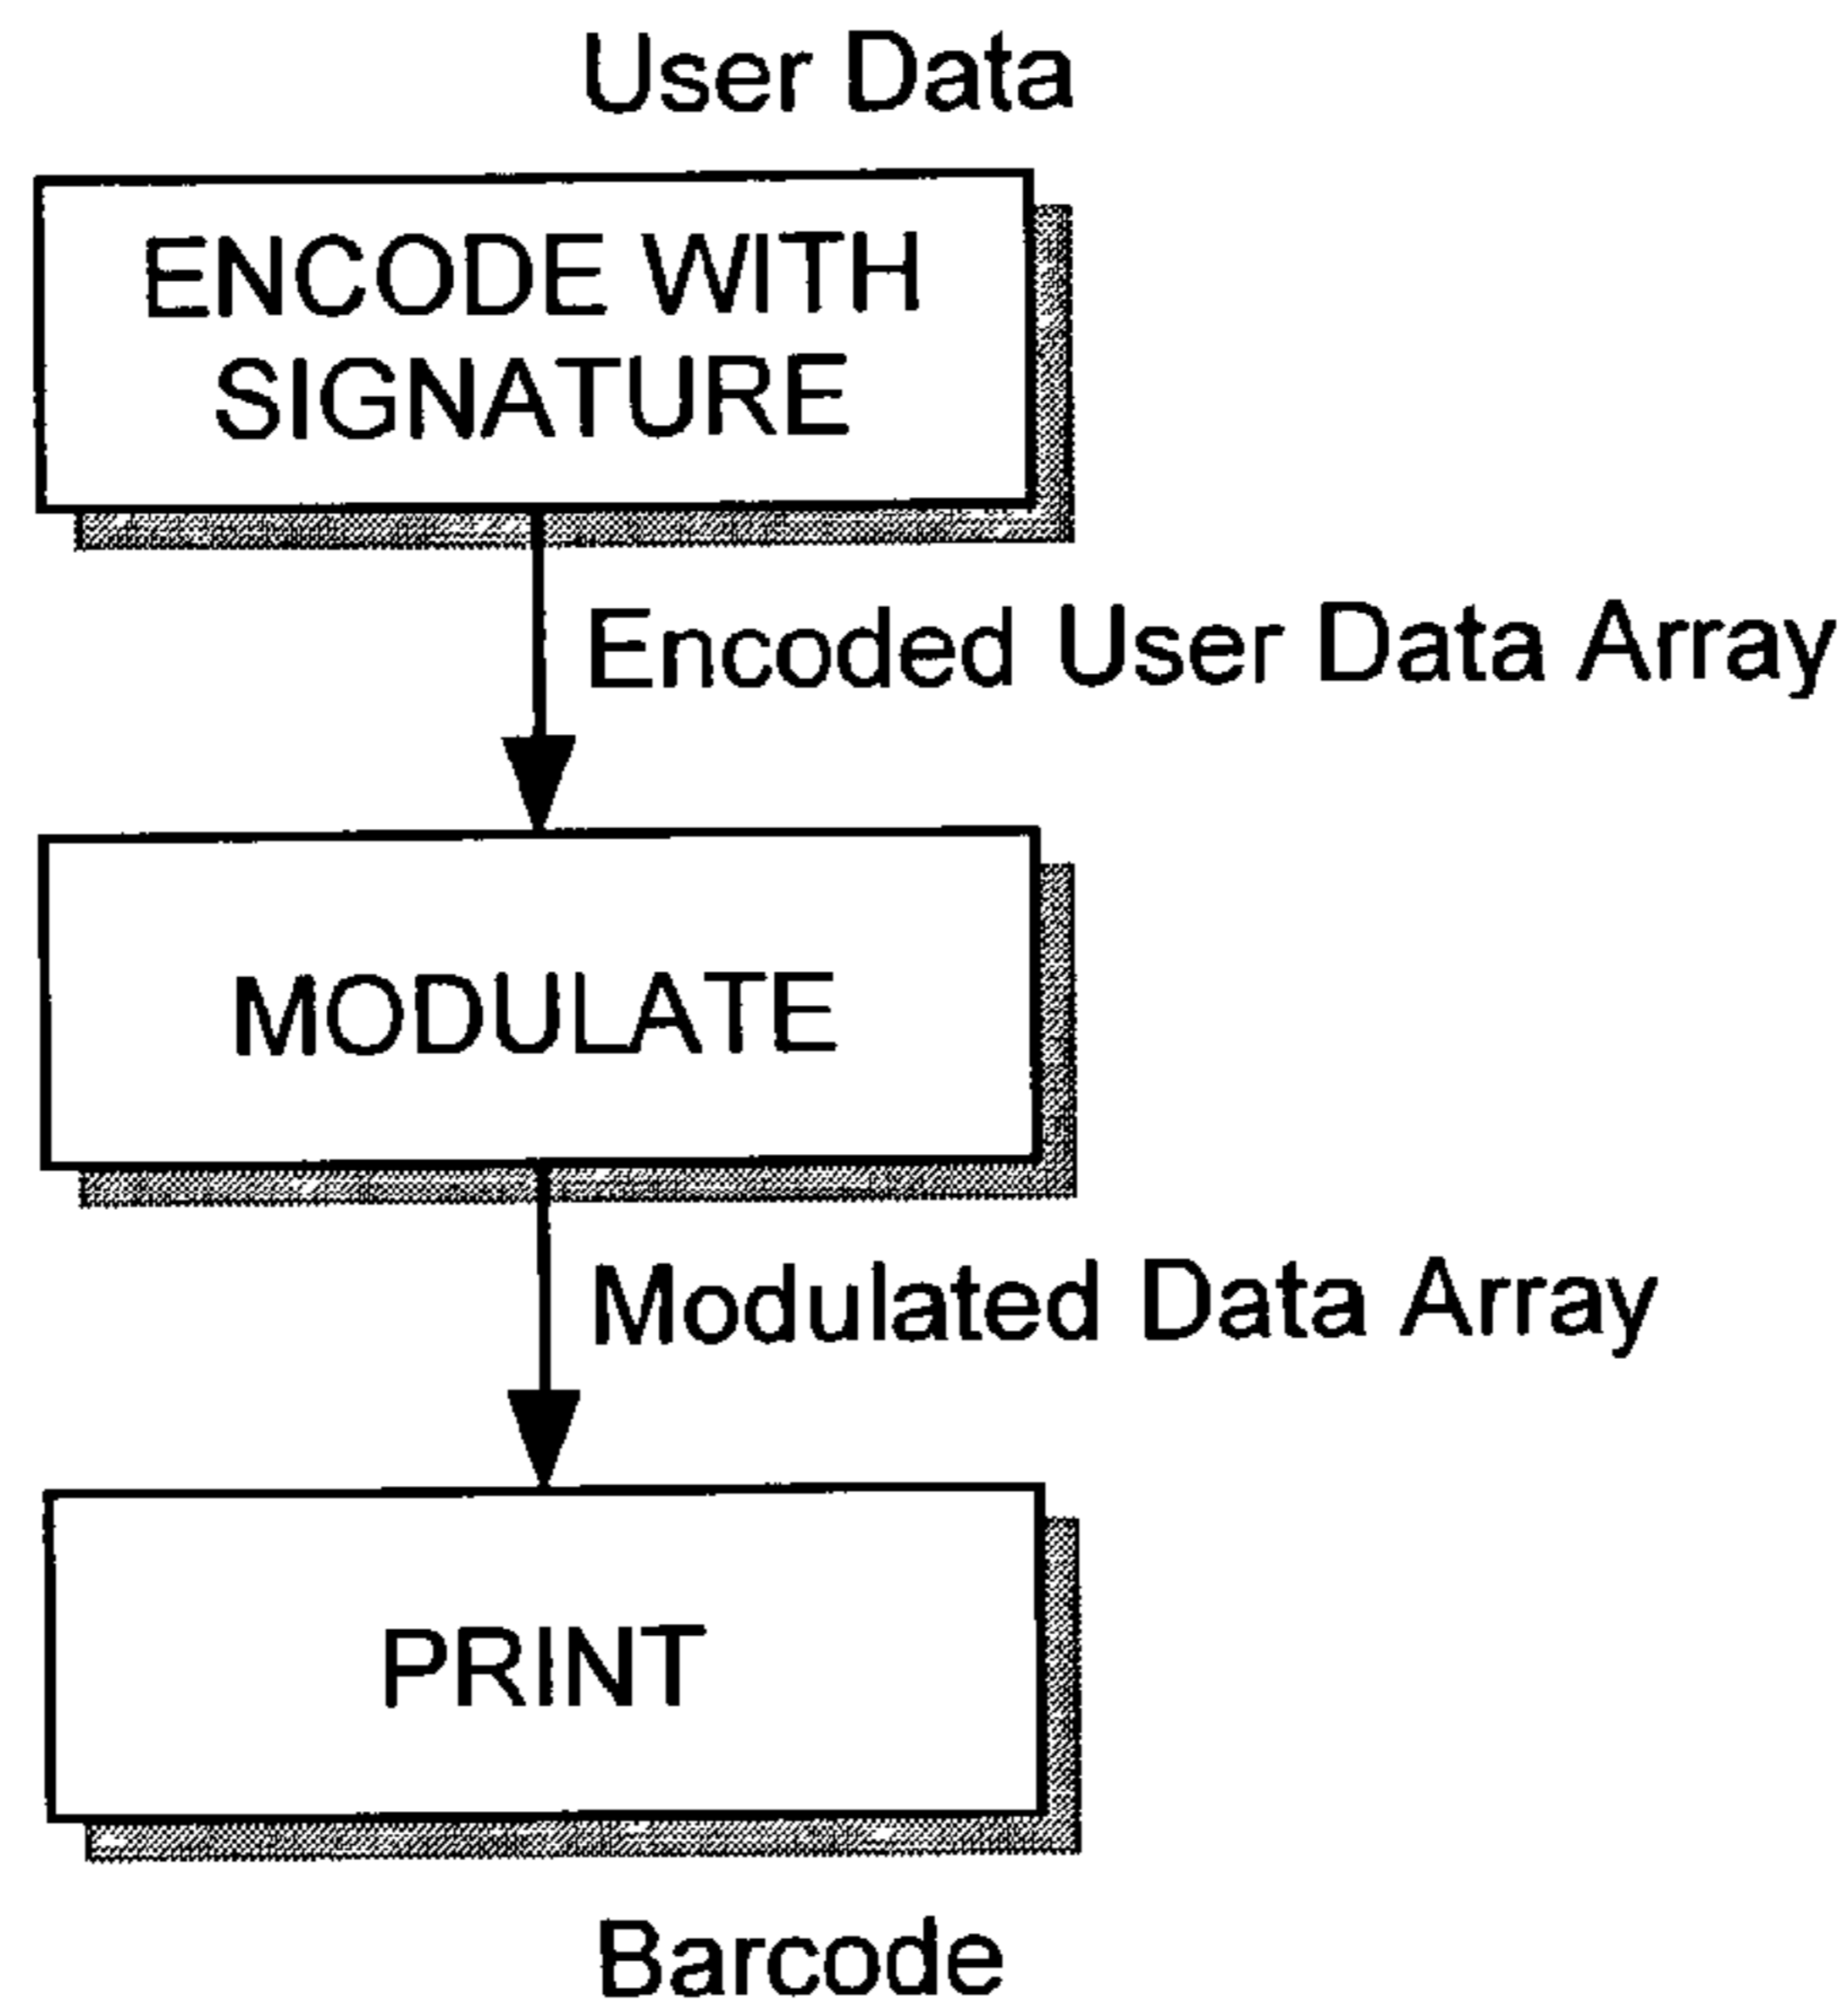 User Data
ENCODE WITH
SIGNATURE
Encoded User Data Array
MODULATE
Modulated Data Array
PRINT
Barcode